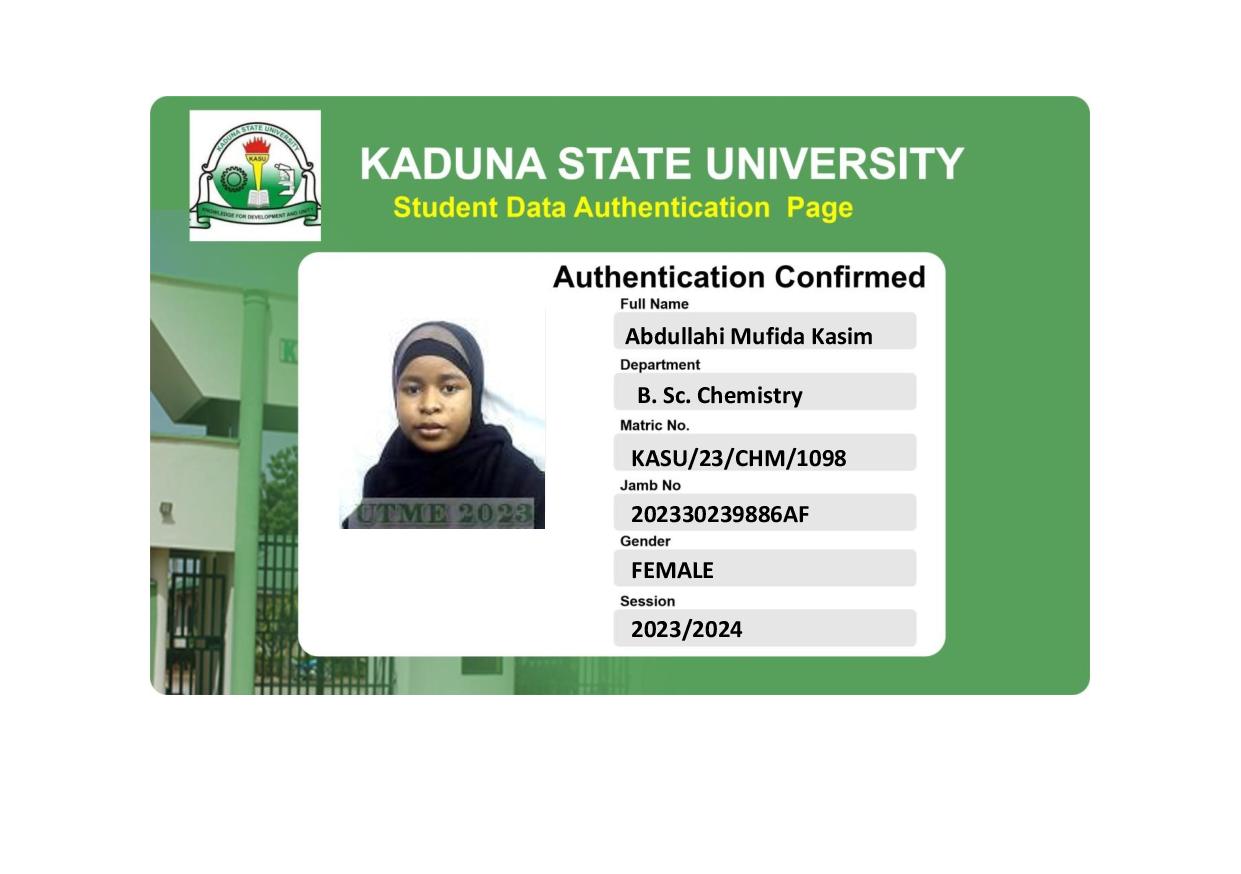 KADUNA STATE UNIVERSITY
KASU
KNOWLEDGE FOR DEVELOPMENT AND UNITY
KADUNA STATE UNIVERSITY
Student Data Authentication Page
Authentication Confirmed
Full Name
Abdullahi Mufida Kasim
Department
B. Sc. Chemistry
Matric No.
KASU/23/CHM/1098
Jamb No
202330239886AF
Gender
FEMALE
Session
2023/2024
UTME 2023
K